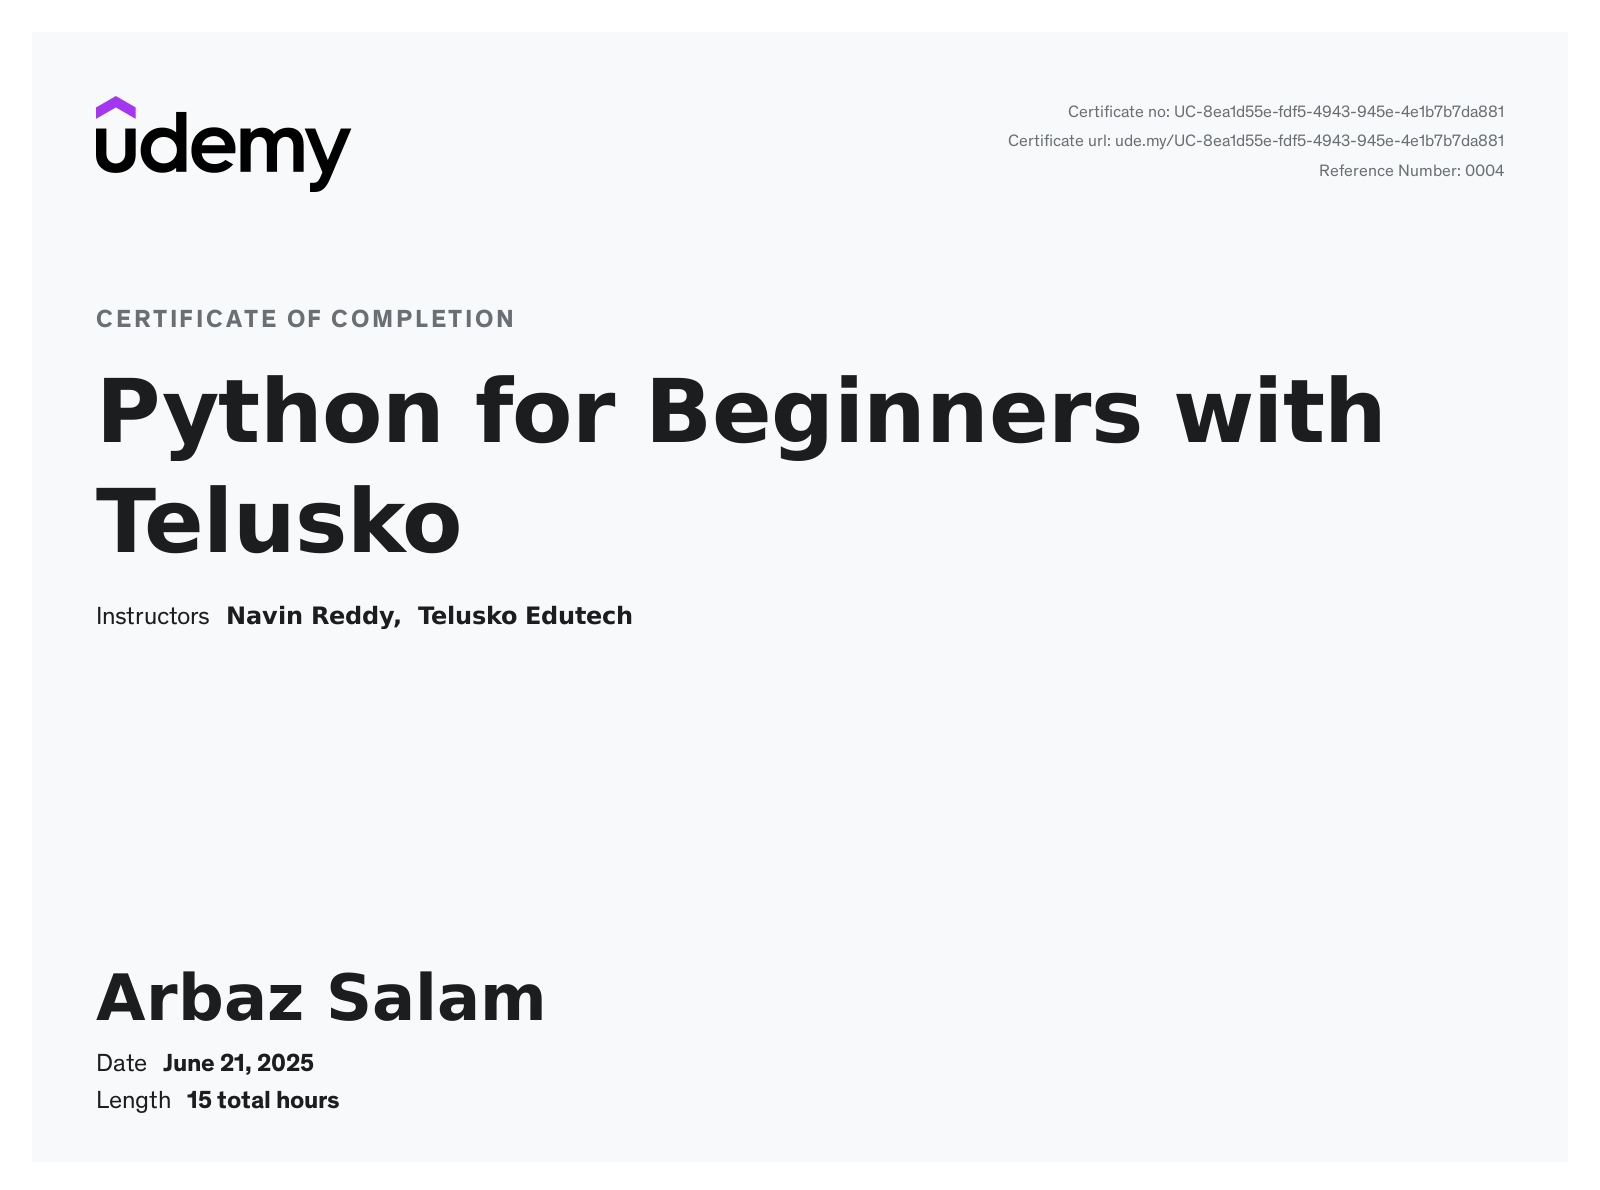 udemy
Certificate no: UC-8ea1d55e-fdf5-4943-945e-4e1b7b7da881
Certificate url: ude.my/UC-8ea1d55e-fdf5-4943-945e-4e1b7b7da881
Reference Number: 0004
CERTIFICATE OF COMPLETION
Python for Beginners with
Telusko
Instructors Navin Reddy, Telusko Edutech
Arbaz Salam
Date June 21, 2025
Length 15 total hours